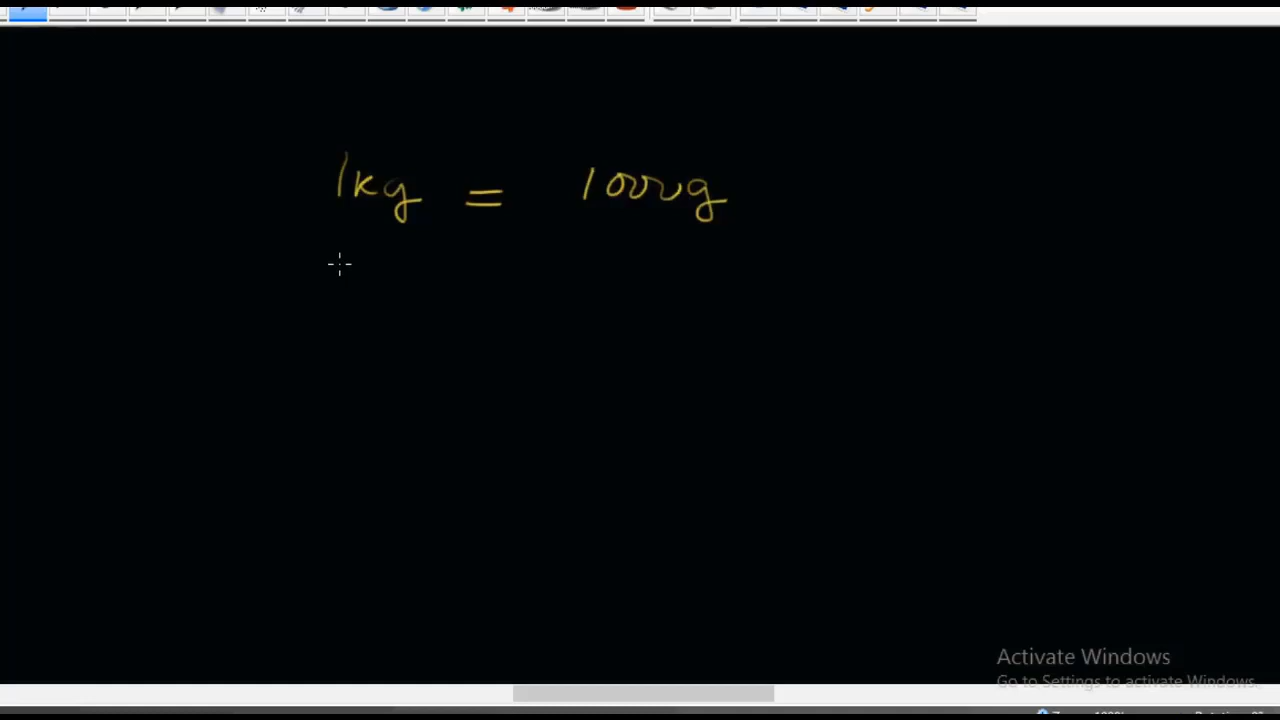 1kg = 1000g
Activate Windows
Go to Settings to activate Windows.